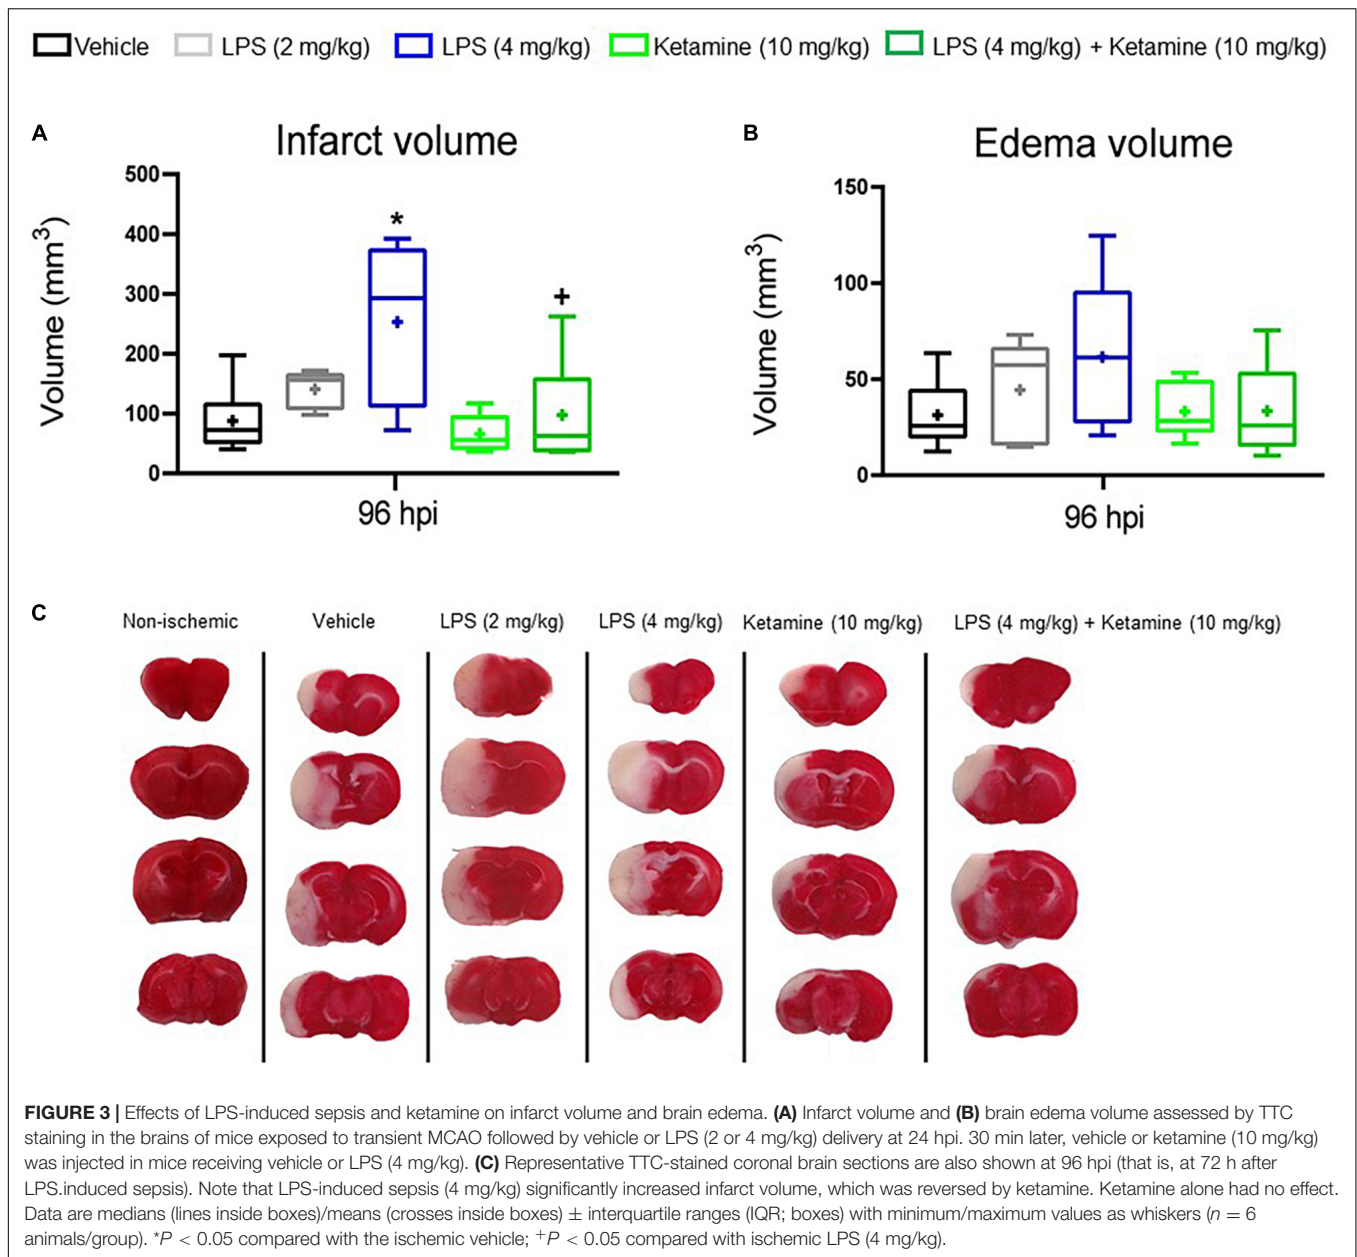 Vehicle LPS (2 mg/kg) LPS (4 mg/kg) Ketamine (10 mg/kg) LPS (4 mg/kg) + Ketamine (10 mg/kg)
A
Infarct volume
Volume (mm³)
500
400
300
200
100
0
*
+
96 hpi
B
Edema volume
Volume (mm³)
150
100
50
0
96 hpi
C
Non-ischemic Vehicle LPS (2 mg/kg) LPS (4 mg/kg) Ketamine (10 mg/kg) LPS (4 mg/kg) + Ketamine (10 mg/kg)
FIGURE 3 | Effects of LPS-induced sepsis and ketamine on infarct volume and brain edema. (A) Infarct volume and (B) brain edema volume assessed by TTC
staining in the brains of mice exposed to transient MCAO followed by vehicle or LPS (2 or 4 mg/kg) delivery at 24 hpi. 30 min later, vehicle or ketamine (10 mg/kg)
was injected in mice receiving vehicle or LPS (4 mg/kg). (C) Representative TTC-stained coronal brain sections are also shown at 96 hpi (that is, at 72 h after
LPS.induced sepsis). Note that LPS-induced sepsis (4 mg/kg) significantly increased infarct volume, which was reversed by ketamine. Ketamine alone had no effect.
Data are medians (lines inside boxes)/means (crosses inside boxes) ± interquartile ranges (IQR; boxes) with minimum/maximum values as whiskers (n = 6
animals/group). *P < 0.05 compared with the ischemic vehicle; +P < 0.05 compared with ischemic LPS (4 mg/kg).